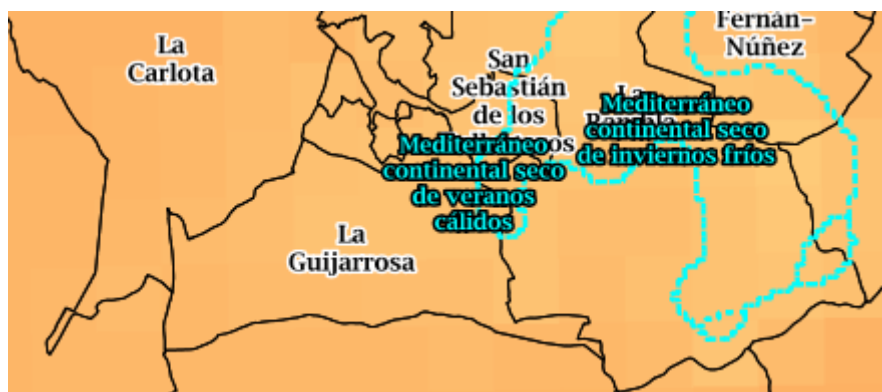 La
Carlota
San
Sebastián
de los
Fernán-
Núñez
La
Mediterráneo
continental seco
de inviernos fríos
Mediterráneo
continental seco
de veranos
cálidos
La
Guijarrosa